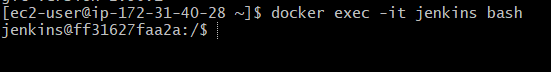 [ec2-user@ip-172-31-40-28 ~]$ docker exec -it jenkins bash
jenkins@ff31627faa2a:/$